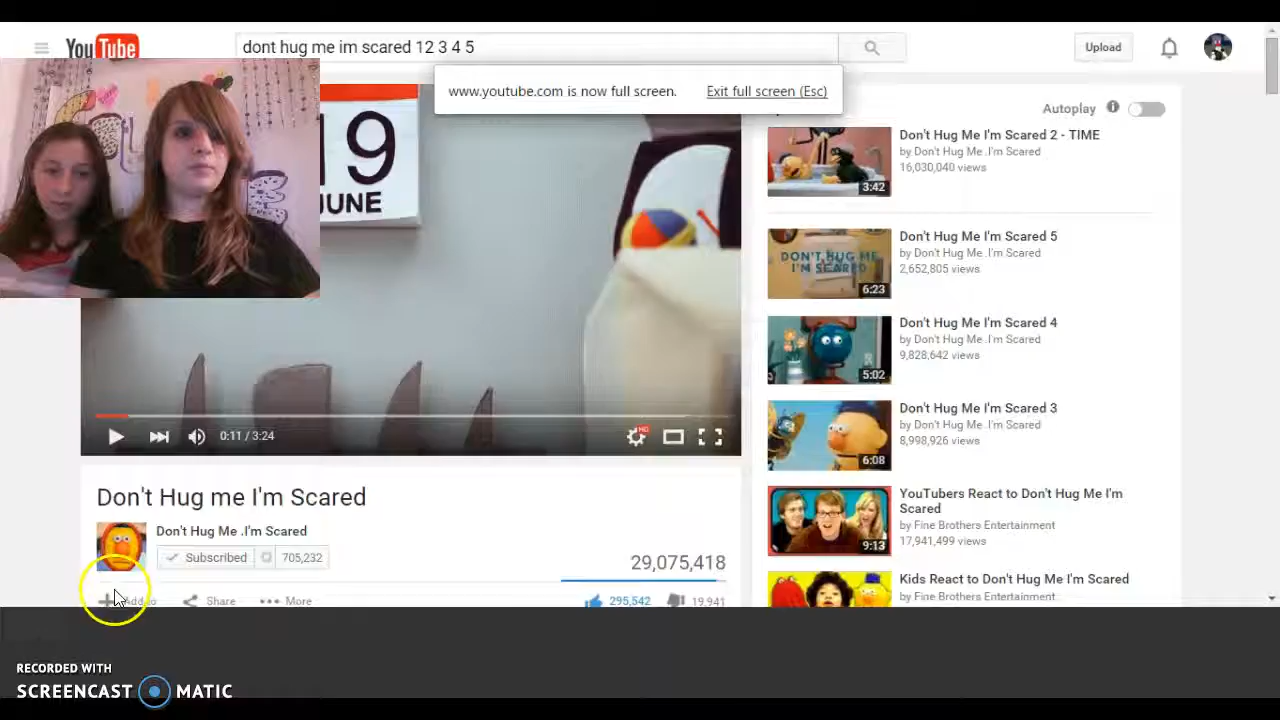 YouTube
dont hug me im scared 12 3 4 5
Upload
www.youtube.com is now full screen. Exit full screen (Esc)
Autoplay
19
JUNE
Don't Hug Me I'm Scared 2 - TIME
by Don't Hug Me .I'm Scared
16,030,040 views
3:42
Don't Hug Me I'm Scared 5
by Don't Hug Me .I'm Scared
2,652,805 views
DON'T HUG ME
I'M SCARED
6:23
Don't Hug Me I'm Scared 4
by Don't Hug Me .I'm Scared
9,828,642 views
5:02
Don't Hug Me I'm Scared 3
by Don't Hug Me .I'm Scared
8,998,926 views
6:08
0:11 / 3:24
HD
YouTubers React to Don't Hug Me I'm
Scared
by Fine Brothers Entertainment
17,941,499 views
9:13
Kids React to Don't Hug Me I'm Scared
by Fine Brothers Entertainment
Don't Hug me I'm Scared
Don't Hug Me .I'm Scared
Subscribed 705,232
29,075,418
Add to Share More
295,542 19,941
RECORDED WITH
SCREENCAST MATIC